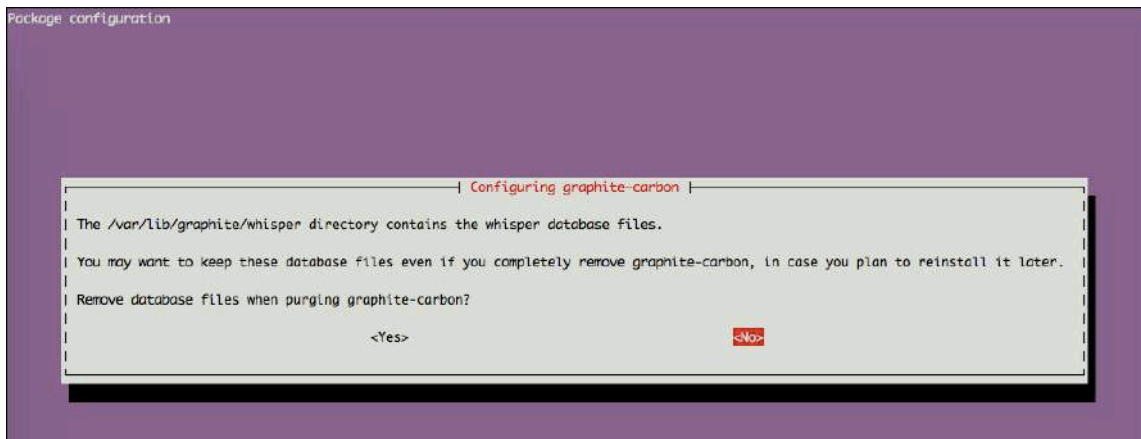 Package configuration
Configuring graphite-carbon
The /var/lib/graphite/whisper directory contains the whisper database files.
You may want to keep these database files even if you completely remove graphite-carbon, in case you plan to reinstall it later.
Remove database files when purging graphite-carbon?
<Yes> <No>